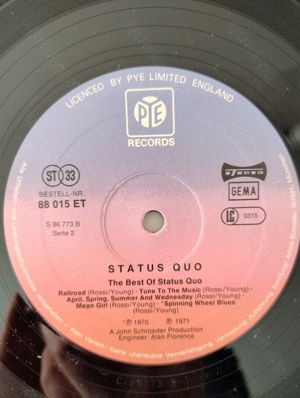 LICENCED BY PYE LIMITED ENGLAND
PYE
RECORDS
ST 33
BESTELL-NR.
88 015 ET
S 86 773 B
Seite 2
STEREO
GEMA
LC 0315
STATUS QUO
The Best Of Status Quo
Railroad (Rossi/Young) · Tune To The Music (Rossi/Young)
April, Spring, Summer And Wednesday (Rossi/Young)
Mean Girl (Rossi/Young) · Spinning Wheel Blues
(Rossi/Young)
℗ 1970 ℗ 1971
A John Schroeder Production
Engineer: Alan Florence